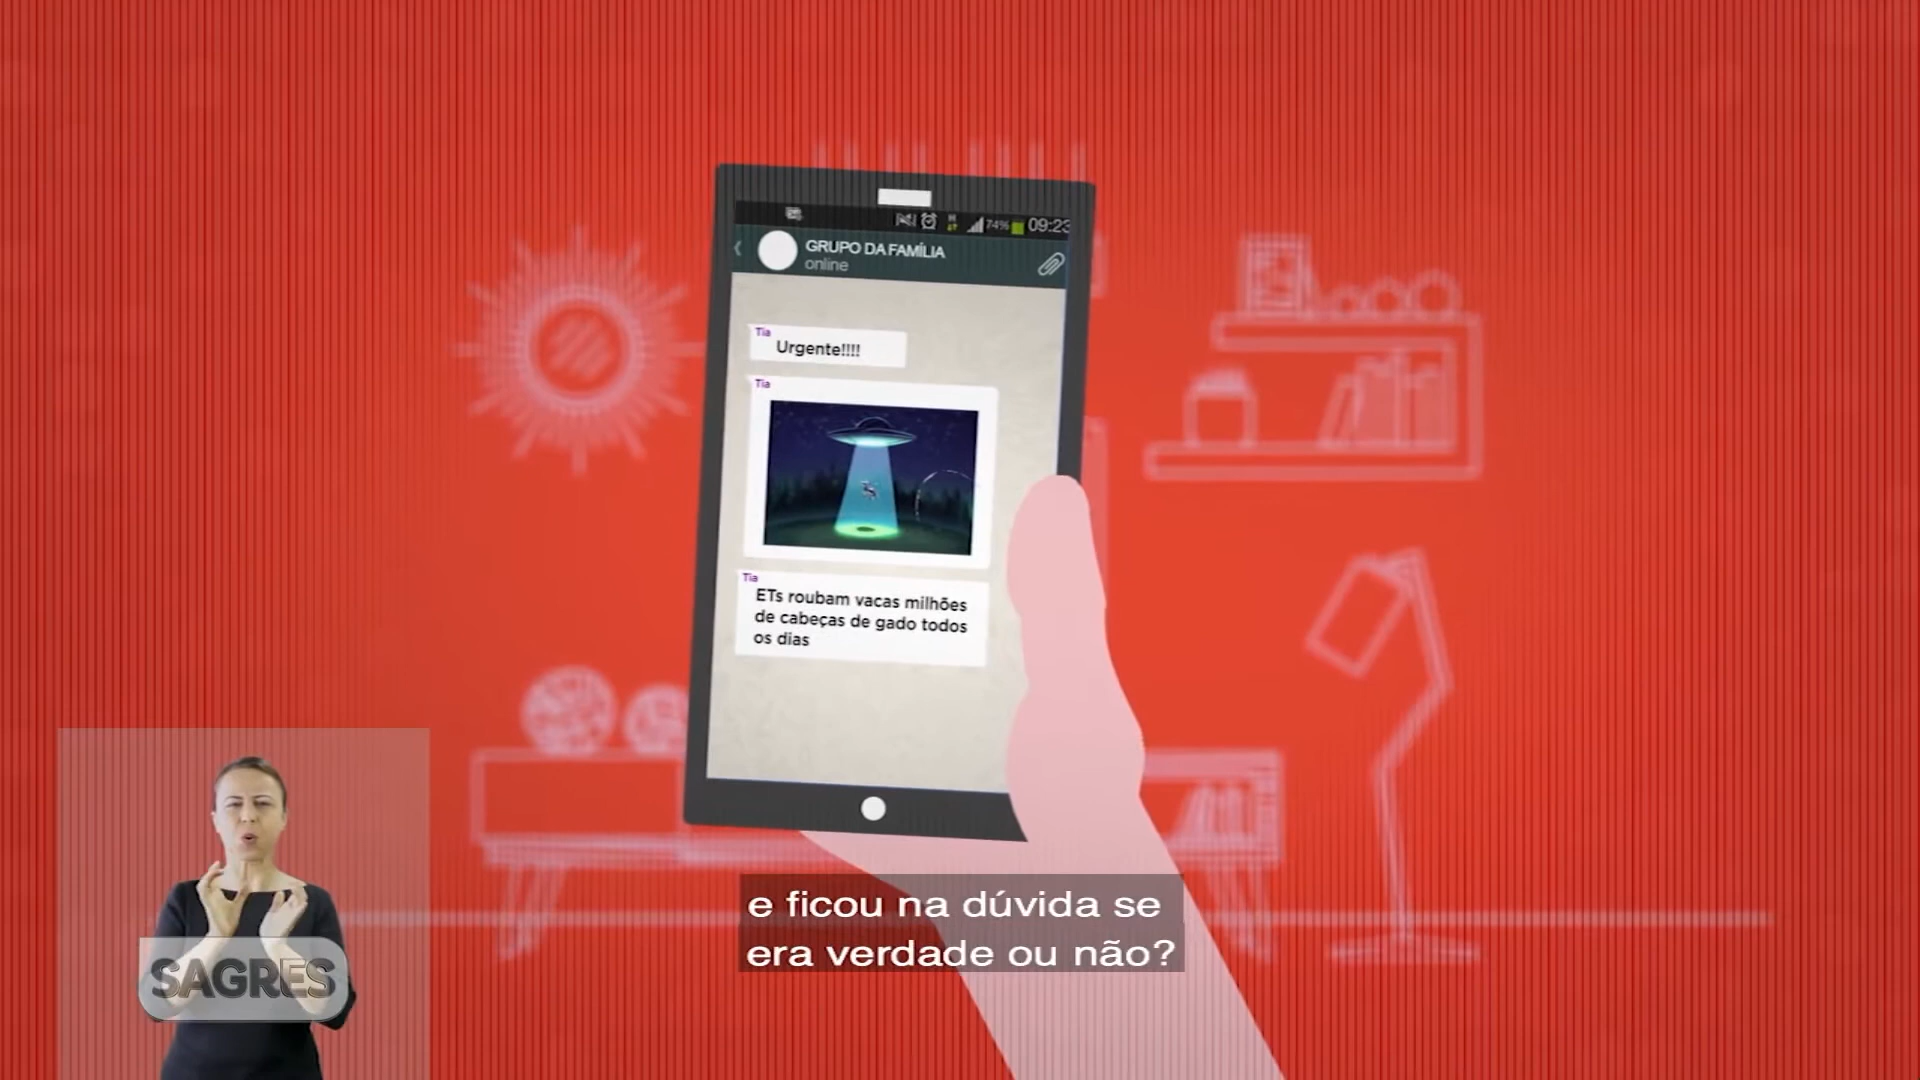 74% 09:23
GRUPO DA FAMÍLIA
online
Tia
Urgente!!!!
Tia
Tia
ETs roubam vacas milhões
de cabeças de gado todos
os dias
e ficou na dúvida se
era verdade ou não?
SAGRES